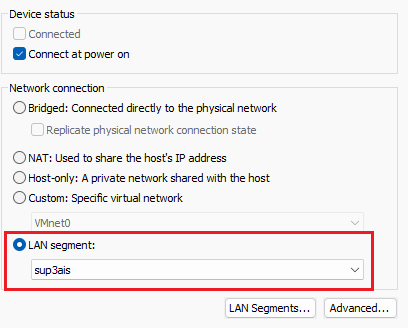 Device status
Connected
Connect at power on
Network connection
Bridged: Connected directly to the physical network
Replicate physical network connection state
NAT: Used to share the host's IP address
Host-only: A private network shared with the host
Custom: Specific virtual network
VMnet0
LAN segment:
sup3ais
LAN Segments... Advanced...